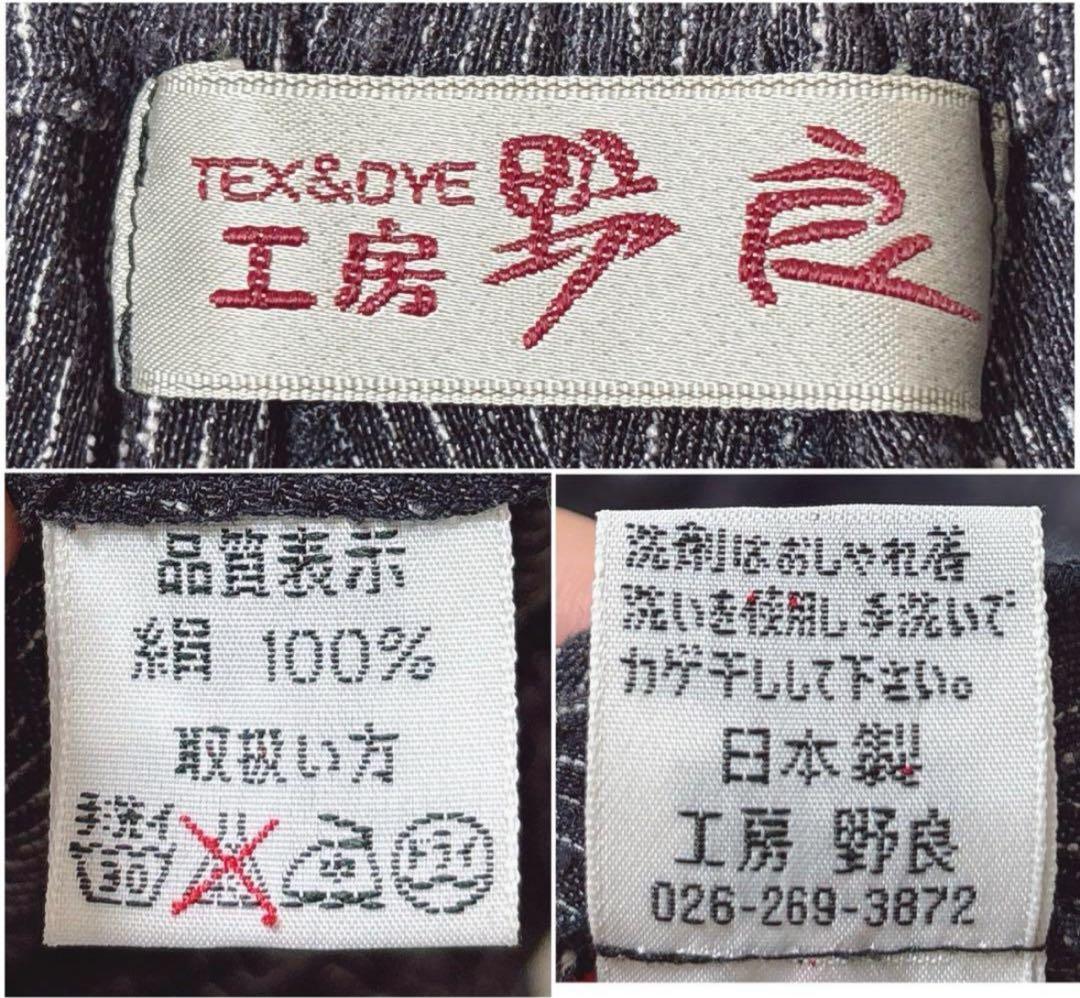 TEX&DYE
工房 野良
品質表示
絹 100%
取扱い方
手洗イ
30
中
ドライ
洗剤はおしゃれ着
洗いを使用し手洗いで
カゲ干しして下さい。
日本製
工房 野良
026-269-3872